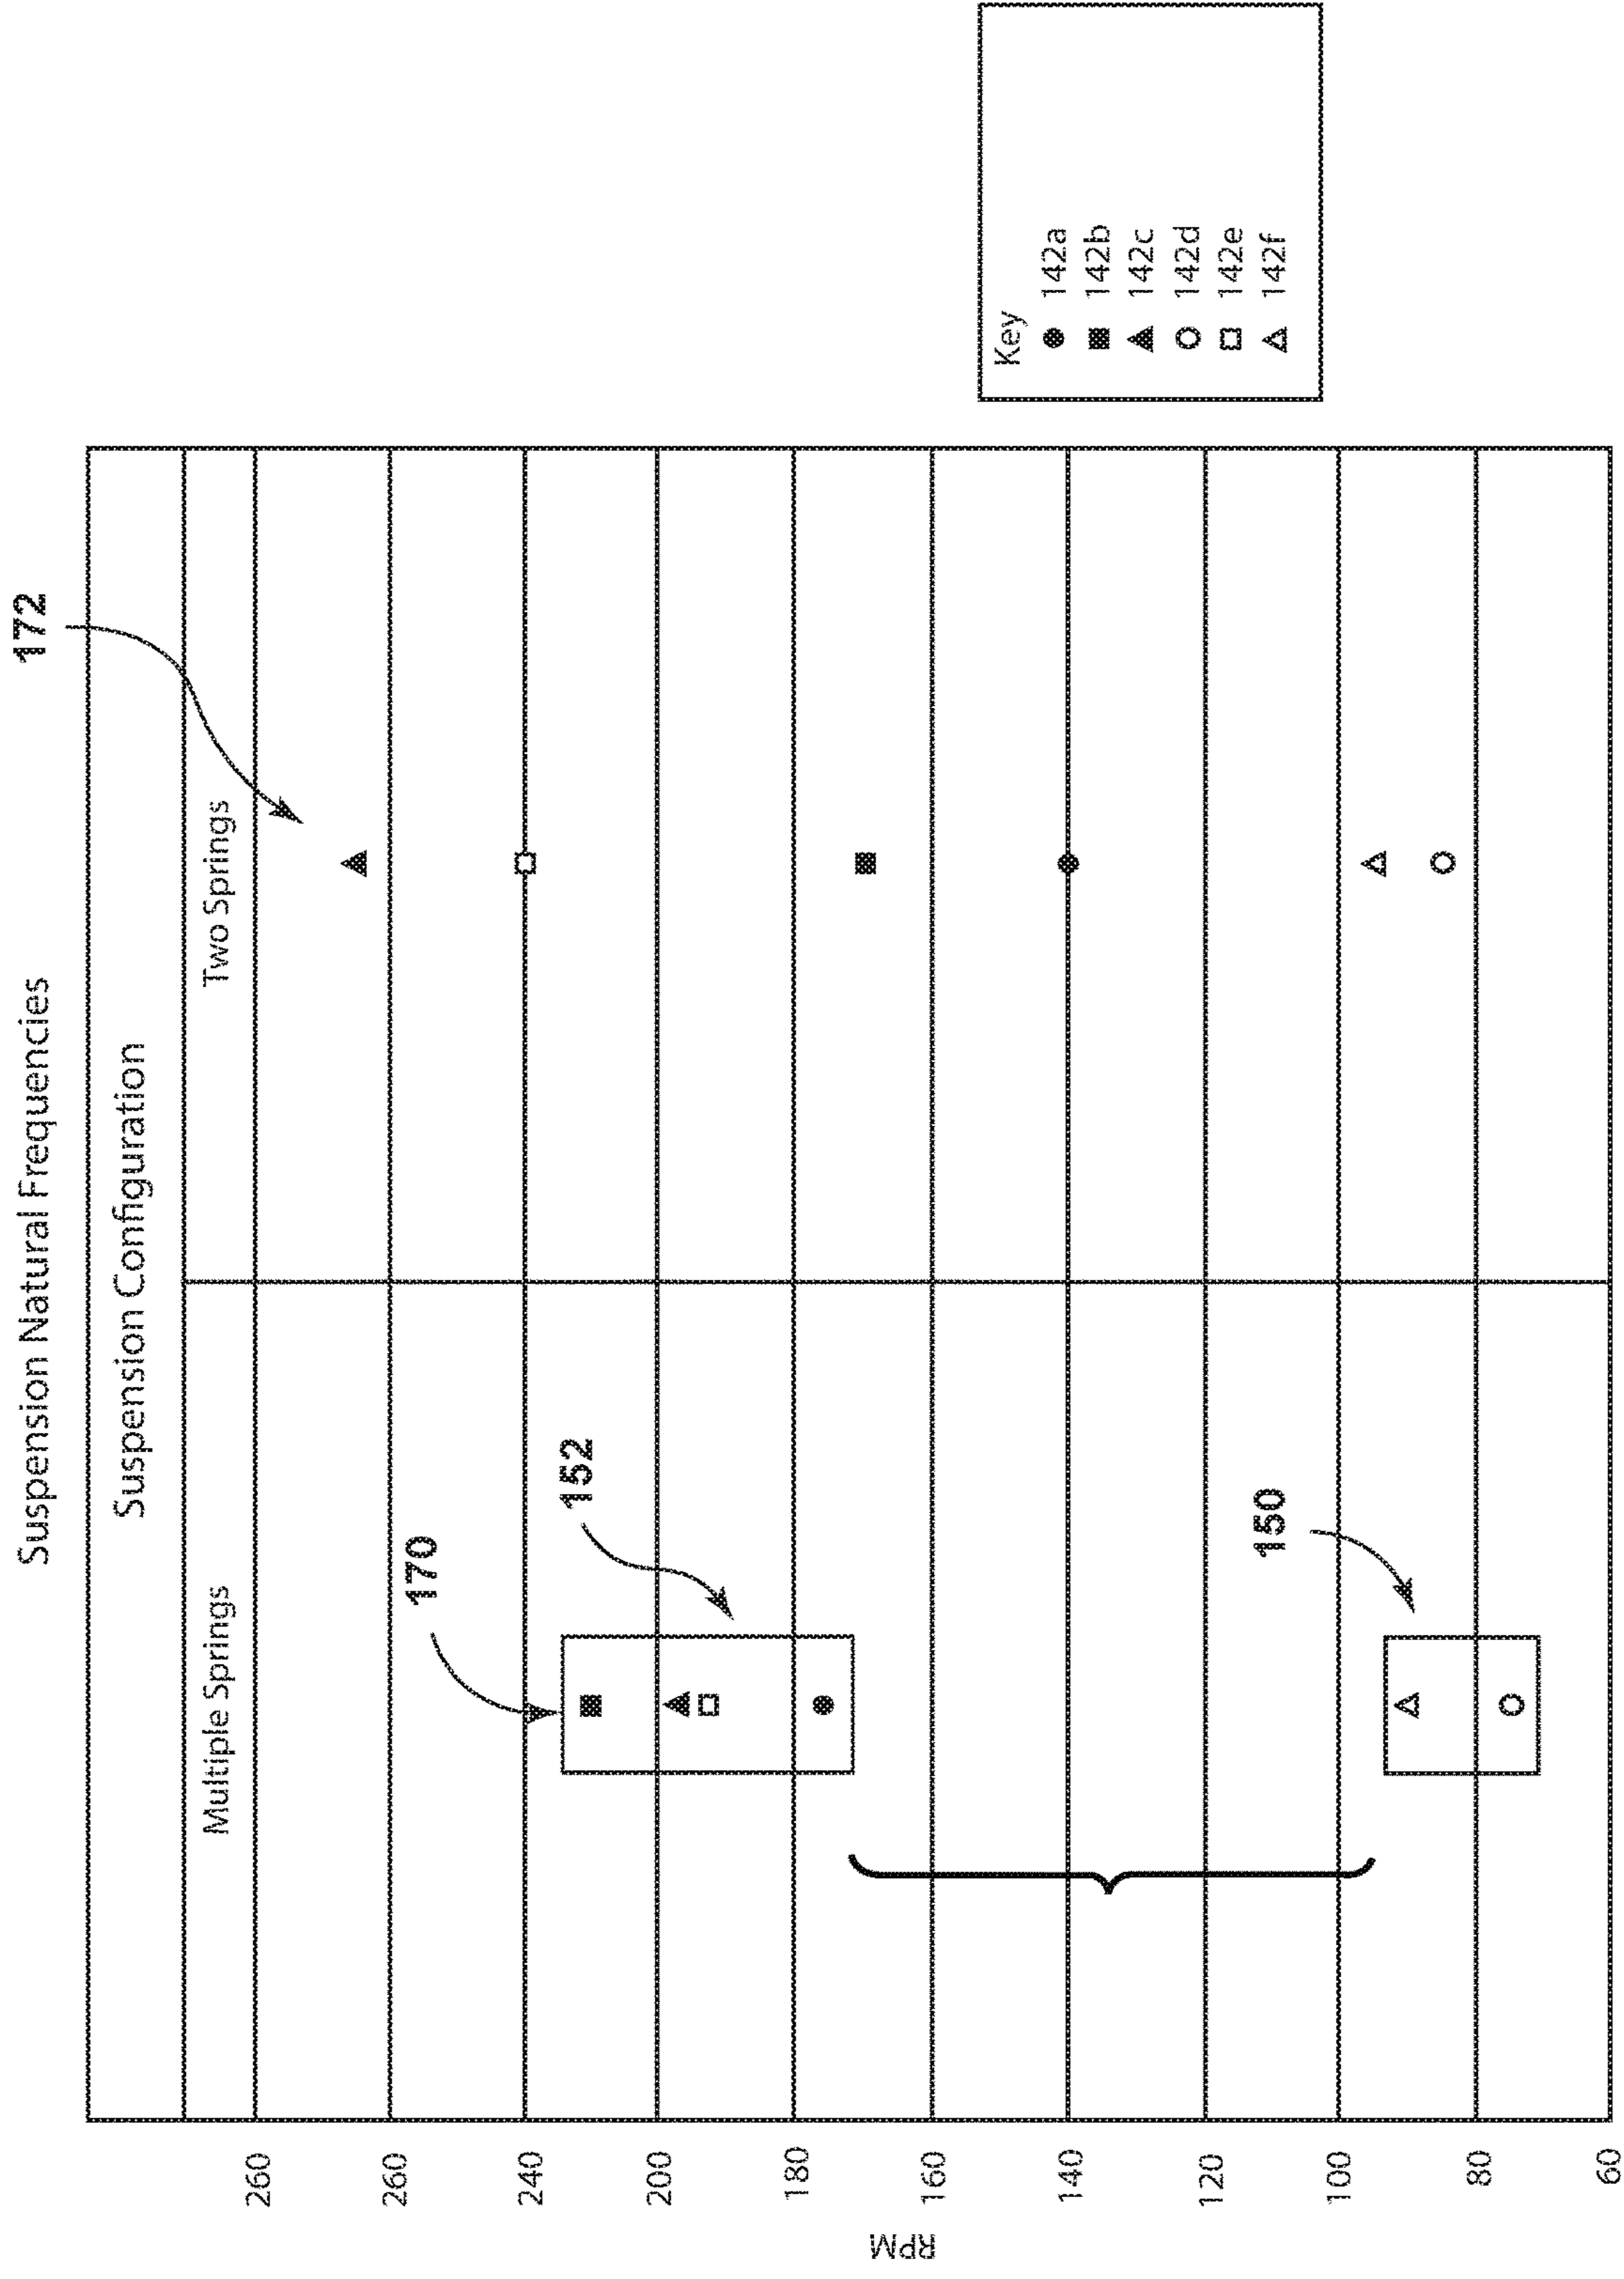 Suspension Natural Frequencies
172
Suspension Configuration
Multiple Springs
Two Springs
260
260
240
200
180
160
140
120
100
80
60
RPM
170
152
150
Key
142a
142b
142c
142d
142e
142f